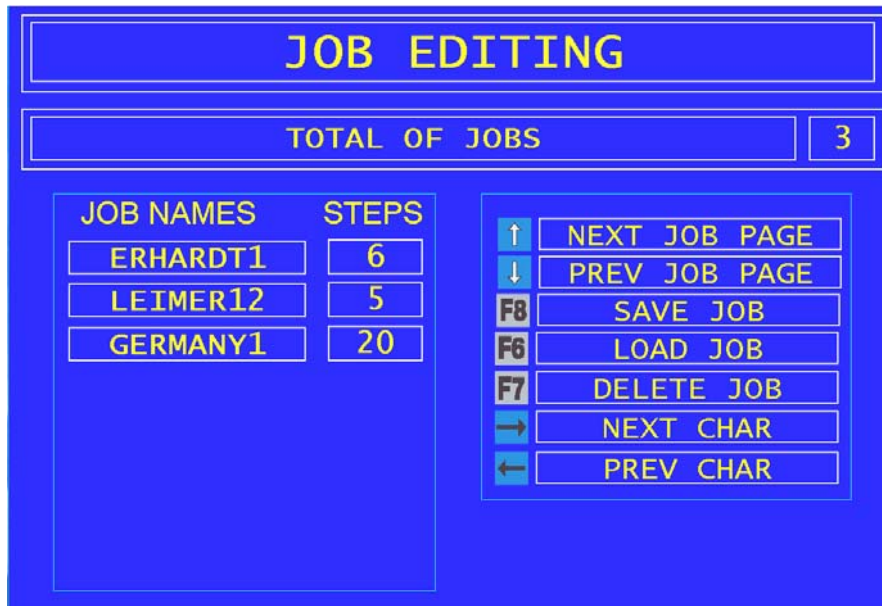 JOB EDITING
TOTAL OF JOBS 3
JOB NAMES STEPS
ERHARDT1 6
LEIMER12 5
GERMANY1 20
↑ NEXT JOB PAGE
↓ PREV JOB PAGE
F8 SAVE JOB
F6 LOAD JOB
F7 DELETE JOB
→ NEXT CHAR
← PREV CHAR